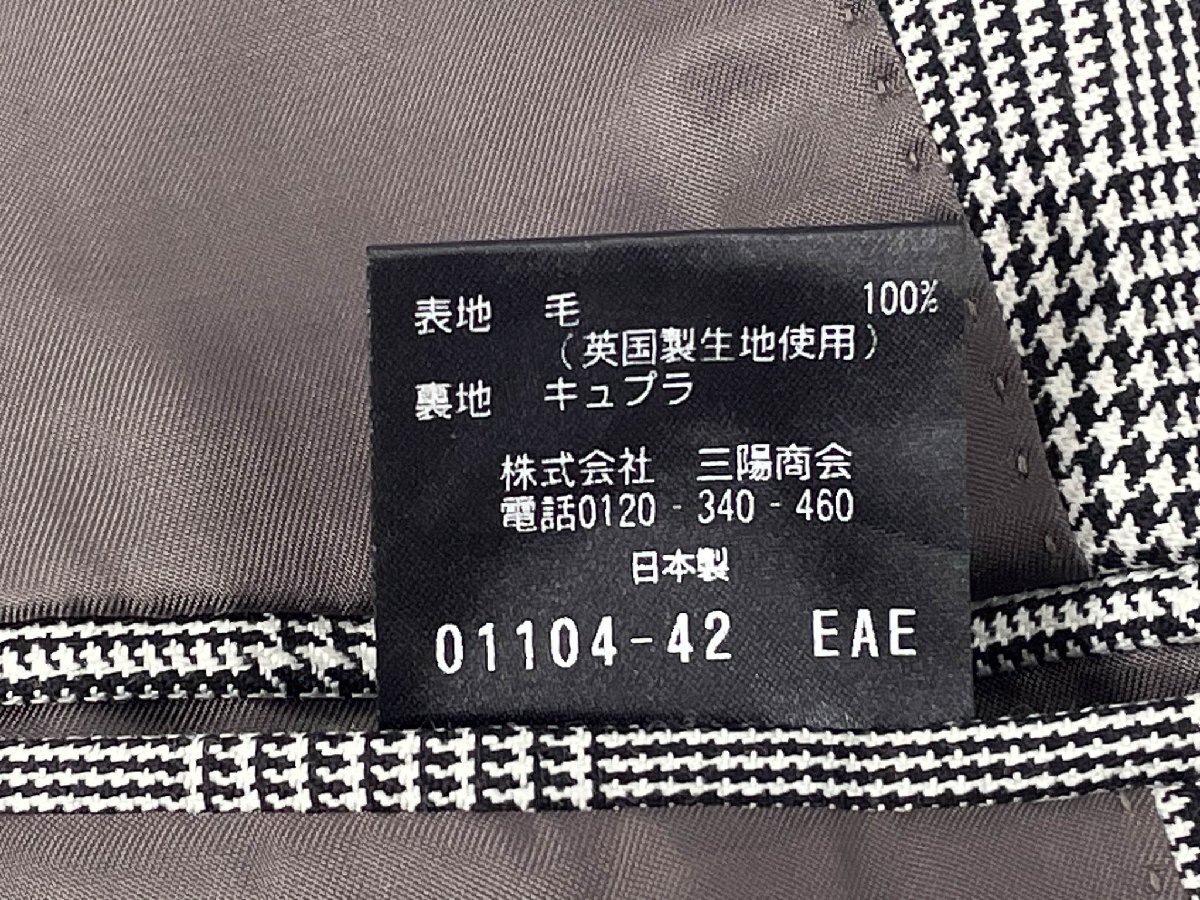 表地 毛 100%
(英国製生地使用)
裏地 キュプラ
株式会社 三陽商会
電話0120-340-460
日本製
01104-42 EAE